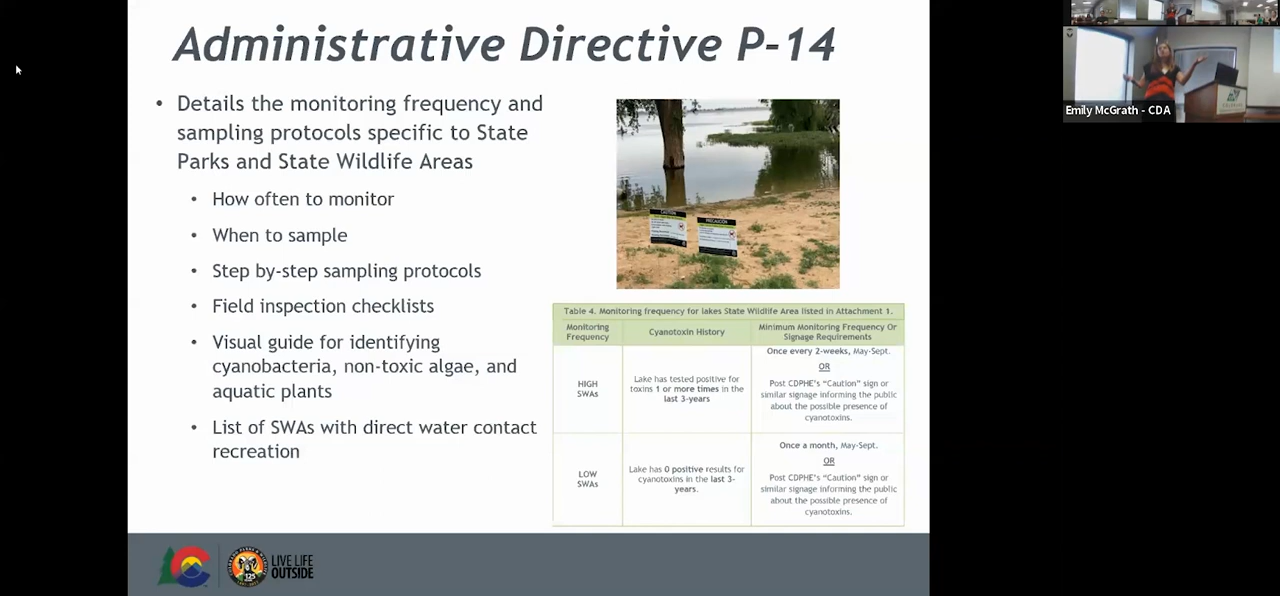 Administrative Directive P-14
• Details the monitoring frequency and
sampling protocols specific to State
Parks and State Wildlife Areas
• How often to monitor
• When to sample
• Step by-step sampling protocols
• Field inspection checklists
• Visual guide for identifying
cyanobacteria, non-toxic algae, and
aquatic plants
• List of SWAs with direct water contact
recreation
CAUTION
PRECAUCIÓN
Table 4. Monitoring frequency for lakes State Wildlife Area listed in Attachment 1.
Monitoring
Frequency
Cyanotoxin History
Minimum Monitoring Frequency Or
Signage Requirements
HIGH
SWAs
Lake has tested positive for
toxins 1 or more times in the
last 3-years
Once every 2-weeks, May-Sept.
OR
Post CDPHE's "Caution" sign or
similar signage informing the public
about the possible presence of
cyanotoxins.
LOW
SWAs
Lake has 0 positive results for
cyanotoxins in the last 3-
years.
Once a month, May-Sept.
OR
Post CDPHE's "Caution" sign or
similar signage informing the public
about the possible presence of
cyanotoxins.
125
LIVE LIFE
OUTSIDE
Emily McGrath - CDA